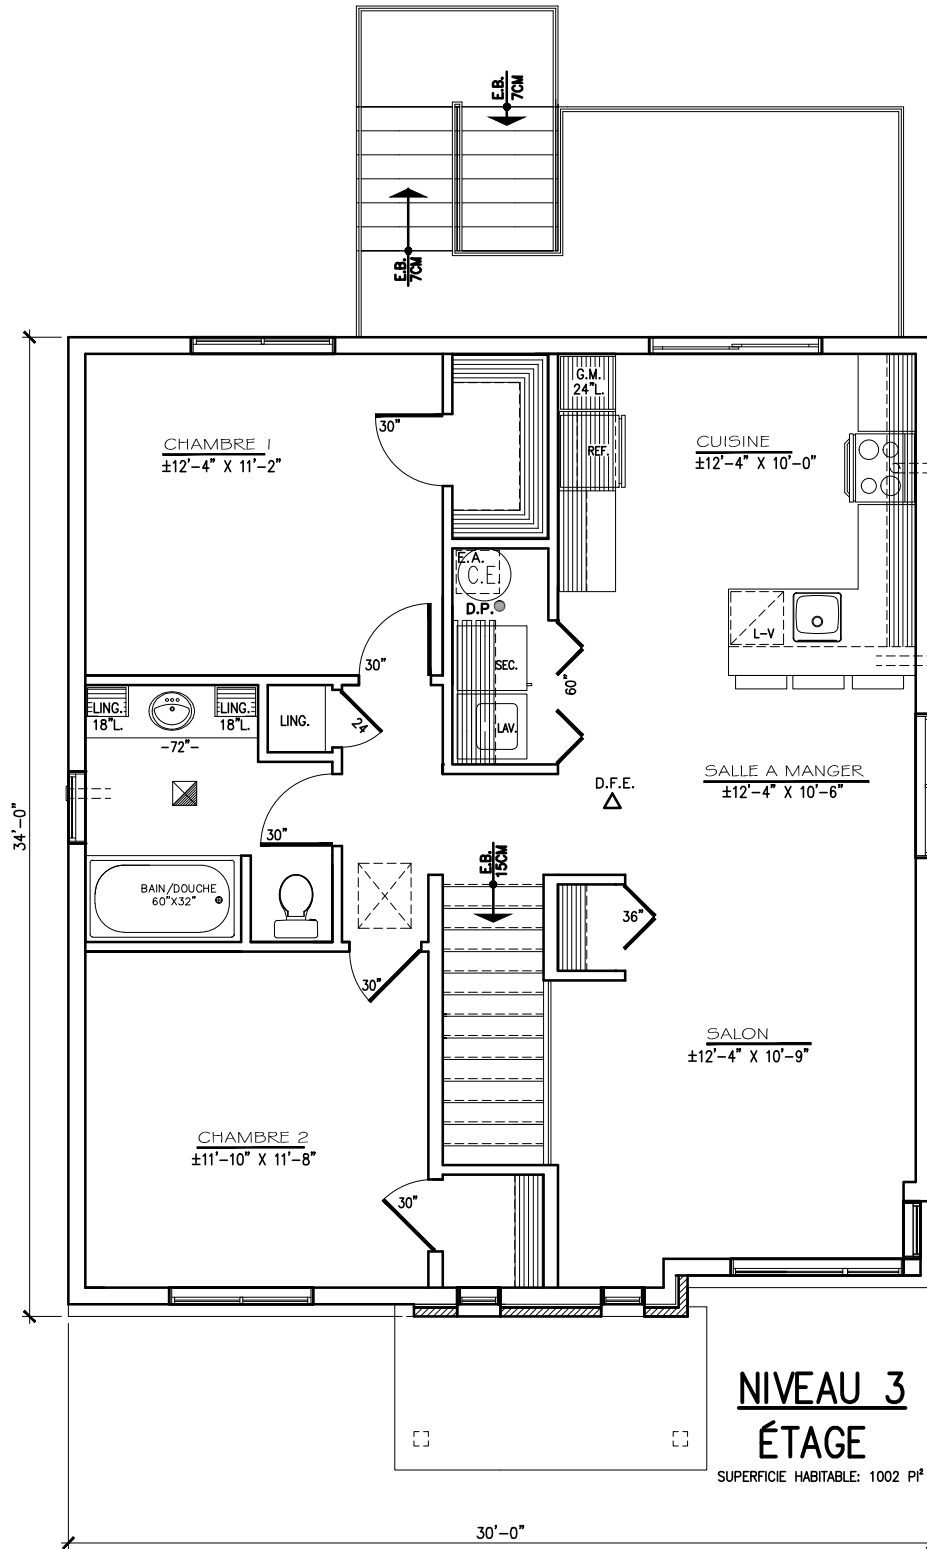 E.B.
7CM
E.B.
7CM
G.M.
24"L.
30"
CHAMBRE 1
±12'-4" X 11'-2"
CUISINE
±12'-4" X 10'-0"
REF.
E.A.
C.E.
D.P.
L-V
SEC.
30"
60"
LING.
18"L.
LING.
18"L.
LING.
24
LAV.
-72"-
SALLE A MANGER
±12'-4" X 10'-6"
D.F.E.
34'-0"
30"
E.B.
15CM
BAIN/DOUCHE
60"X32"
36"
30"
SALON
±12'-4" X 10'-9"
CHAMBRE 2
±11'-10" X 11'-8"
30"
NIVEAU 3
ÉTAGE
SUPERFICIE HABITABLE: 1002 PI²
30'-0"